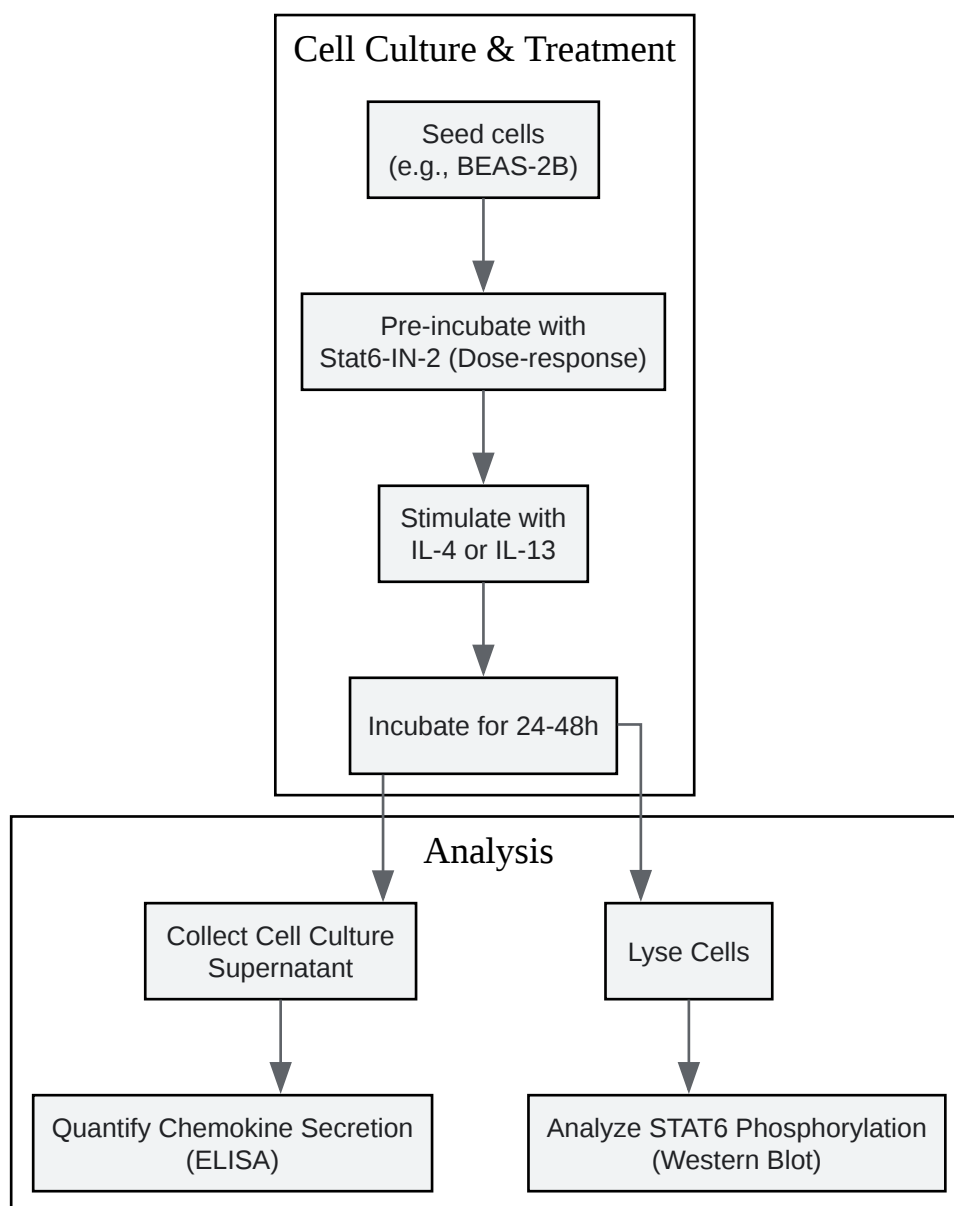 Cell Culture & Treatment
Seed cells
(e.g., BEAS-2B)
Pre-incubate with
Stat6-IN-2 (Dose-response)
Stimulate with
IL-4 or IL-13
Incubate for 24-48h
Analysis
Collect Cell Culture
Supernatant
Lyse Cells
Quantify Chemokine Secretion
(ELISA)
Analyze STAT6 Phosphorylation
(Western Blot)